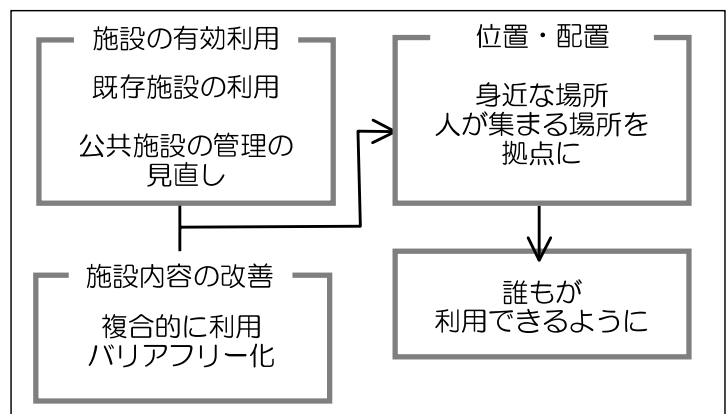 施設の有効利用
既存施設の利用
公共施設の管理の
見直し
施設内容の改善
複合的に利用
バリアフリー化
位置・配置
身近な場所
人が集まる場所を
拠点に
誰もが
利用できるように